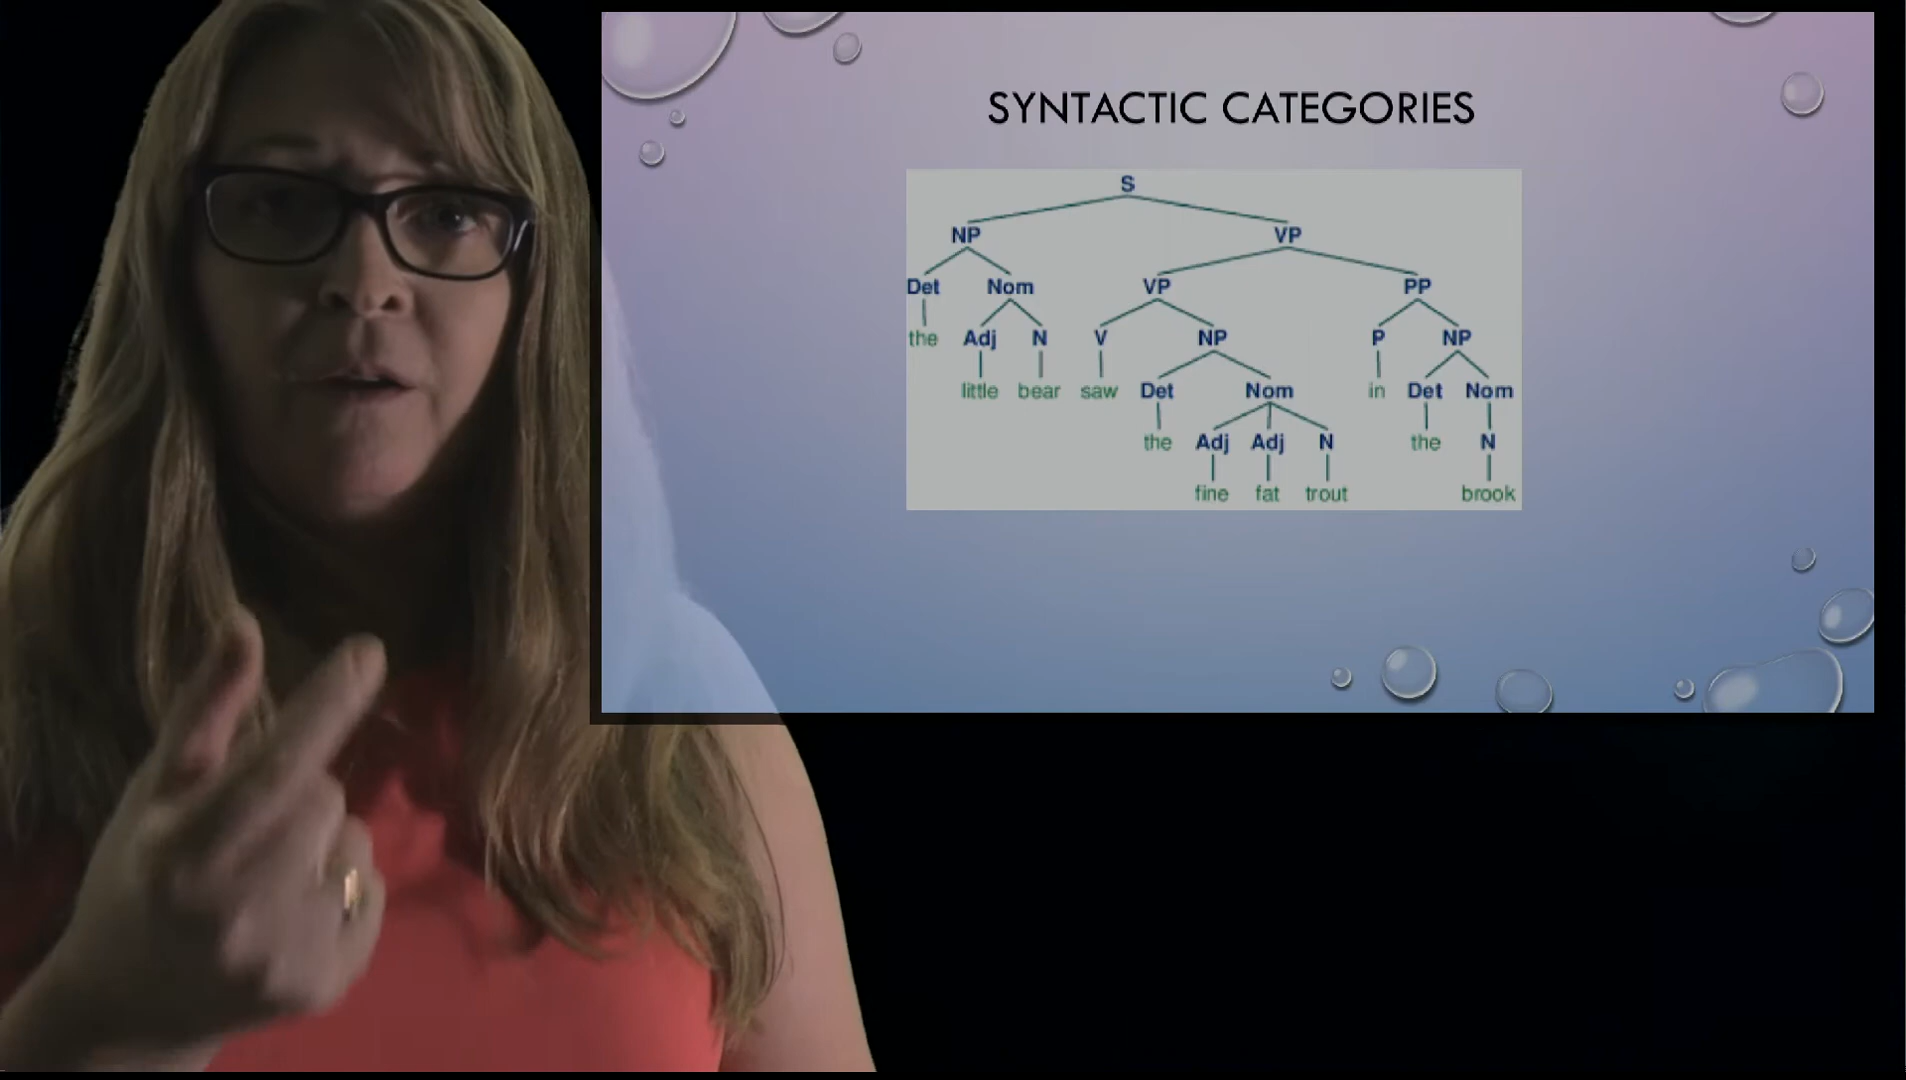 SYNTACTIC CATEGORIES
S
NP VP
Det Nom VP PP
the Adj N V NP P NP
little bear saw Det Nom in Det Nom
the Adj Adj N the N
fine fat trout brook